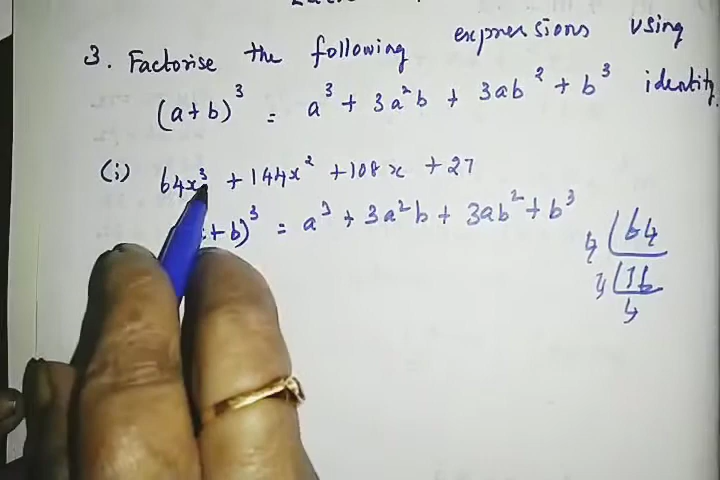 3. Factorise the following expressions using identity
(a+b)³ = a³ + 3a²b + 3ab² + b³
(i) 64x³ + 144x² + 108x + 27
+ b)³ = a³ + 3a²b + 3ab² + b³
4 64
4 16
4